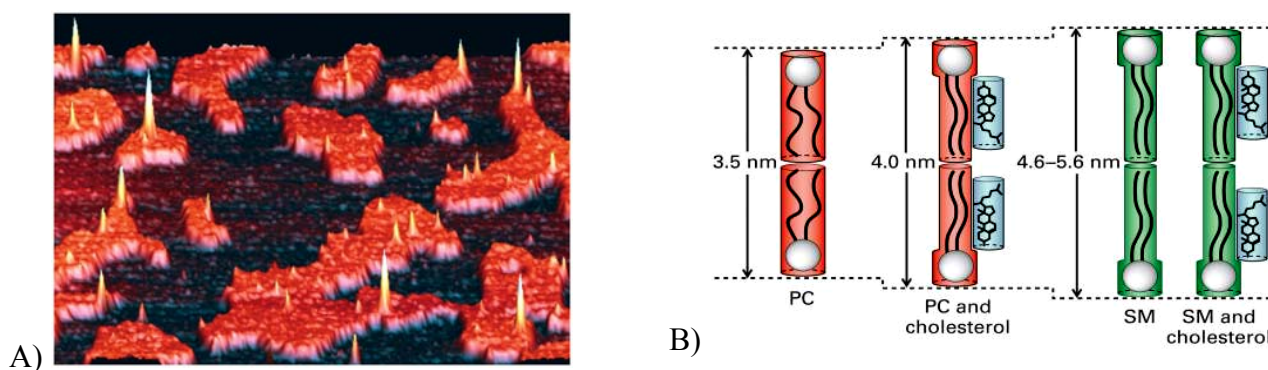 A)
B)
3.5 nm
4.0 nm
4.6–5.6 nm
PC
PC and
cholesterol
SM
SM and
cholesterol